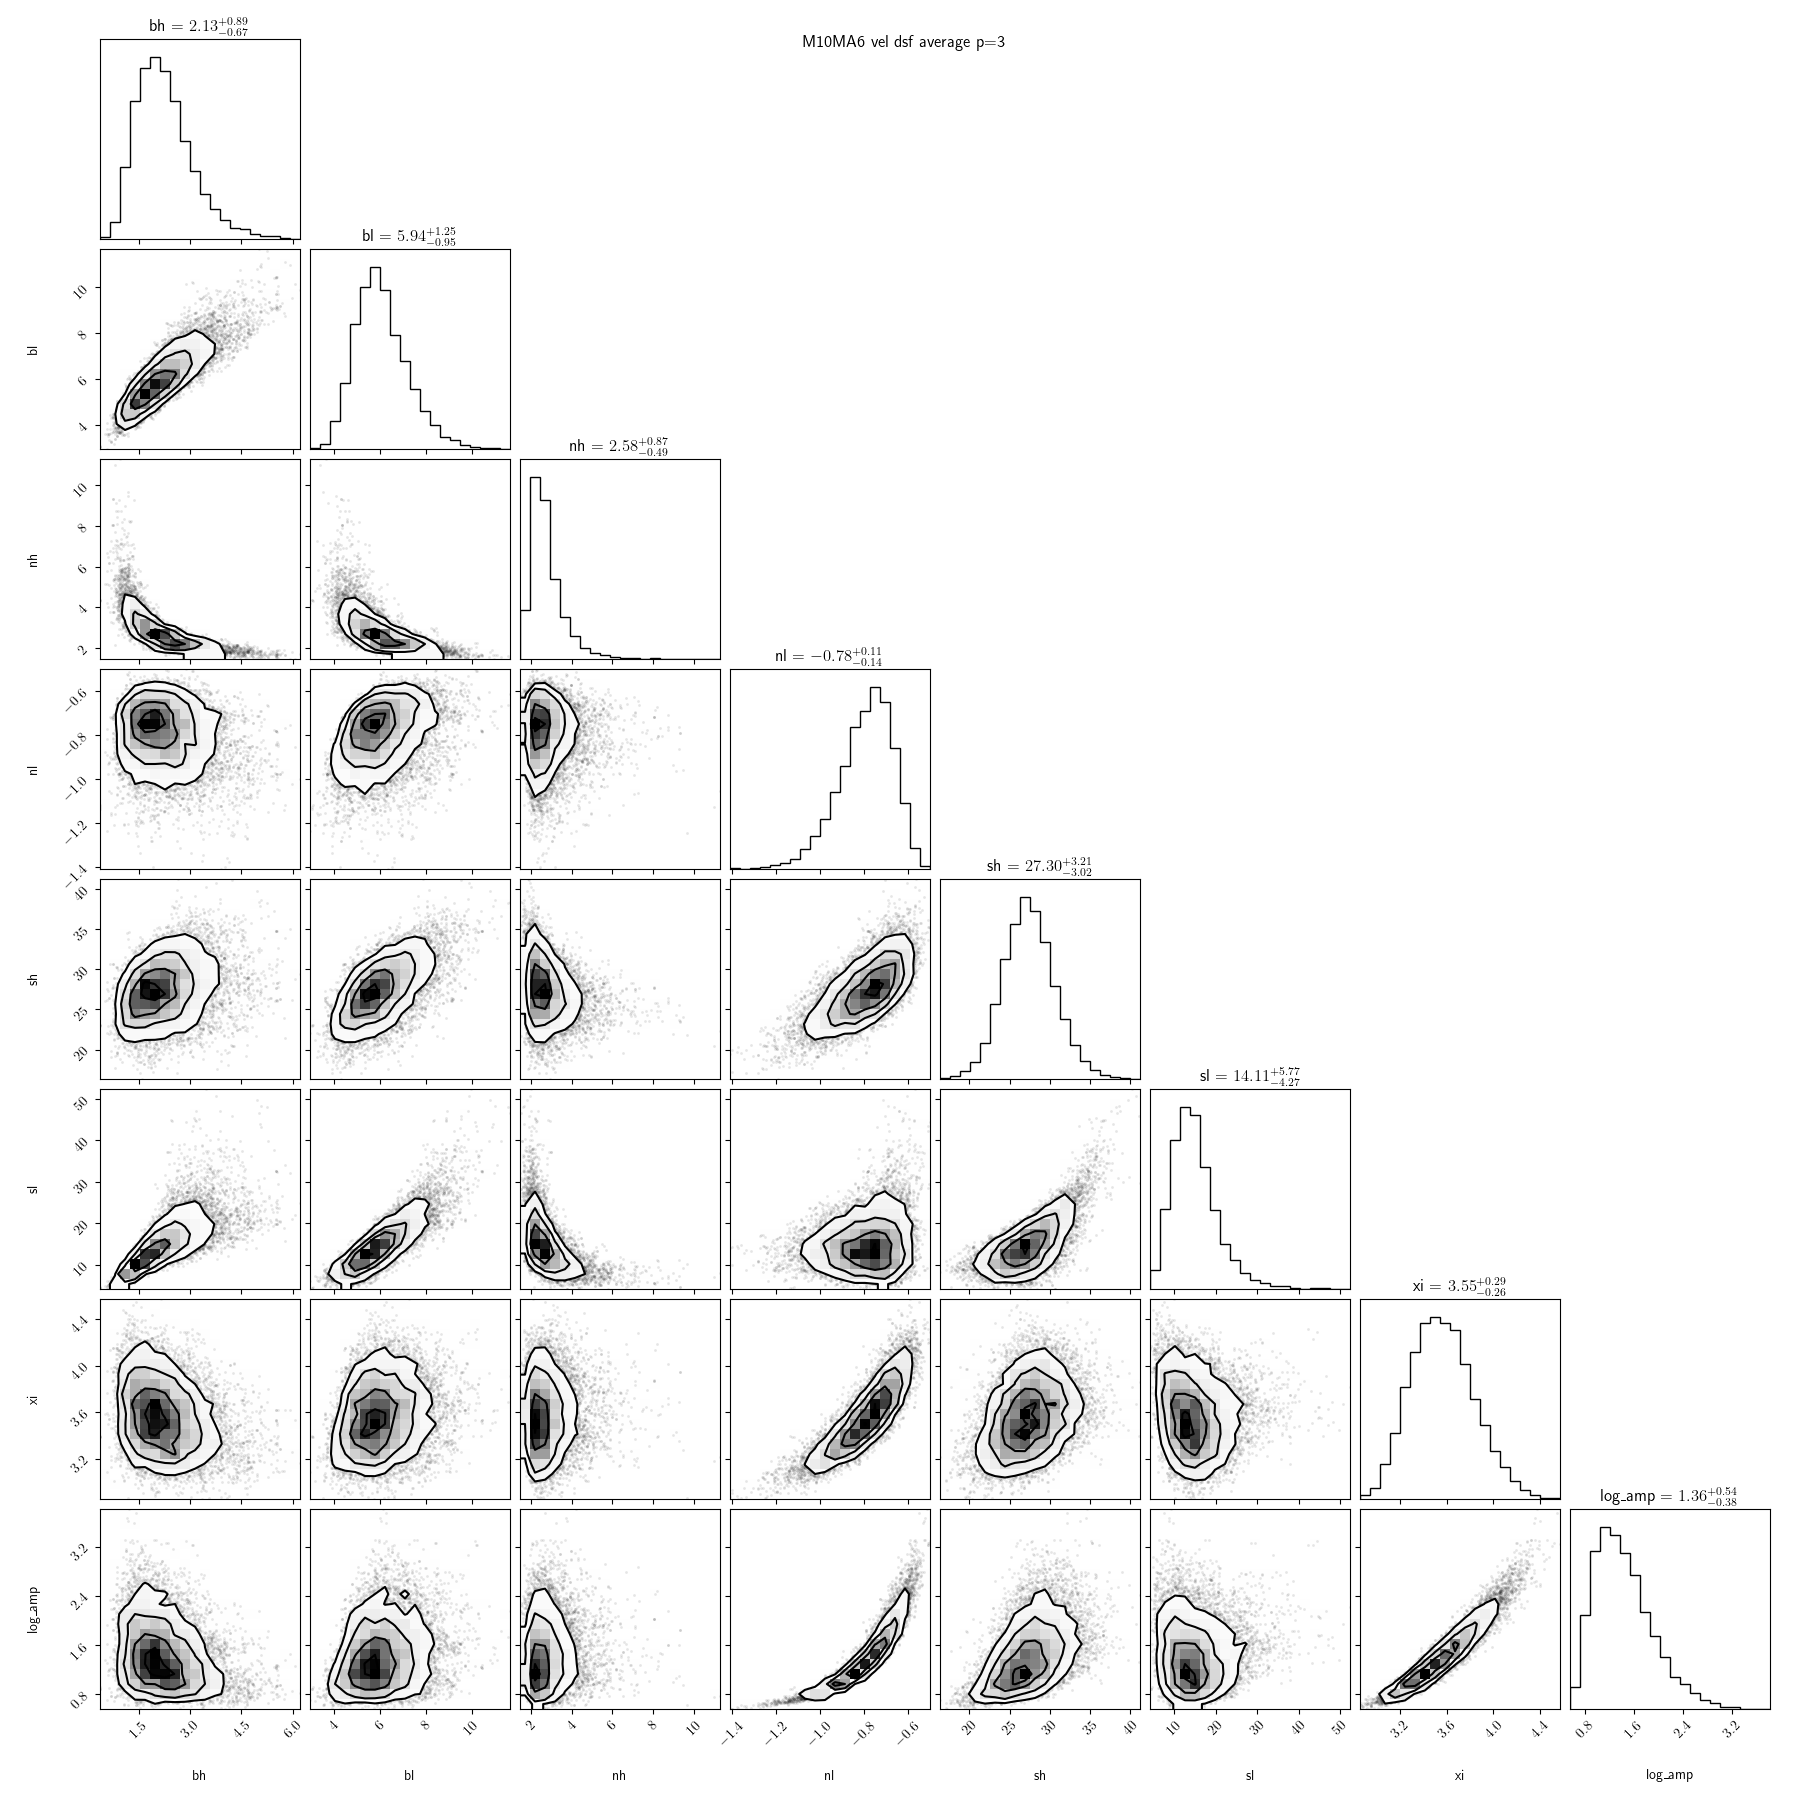 M10MA6 vel dsf average p=3
bh = 2.13^{+0.89}_{-0.67}
bl = 5.94^{+1.25}_{-0.95}
10
8
6
4
bl
nh = 2.58^{+0.87}_{-0.49}
10
8
6
4
2
nh
nl = −0.78^{+0.11}_{-0.14}
−0.6
−0.8
−1.0
−1.2
−1.4
nl
sh = 27.30^{+3.21}_{-3.02}
40
35
30
25
20
sh
sl = 14.11^{+5.77}_{-4.27}
50
40
30
20
10
sl
xi = 3.55^{+0.29}_{-0.26}
4.4
4.0
3.6
3.2
xi
log_amp = 1.36^{+0.54}_{-0.38}
3.2
2.4
1.6
0.8
log_amp
1.5 3.0 4.5 6.0 4 6 8 10 2 4 6 8 10 −1.4 −1.2 −1.0 −0.8 −0.6 20 25 30 35 40 10 20 30 40 50 3.2 3.6 4.0 4.4 0.8 1.6 2.4 3.2
bh bl nh nl sh sl xi log_amp